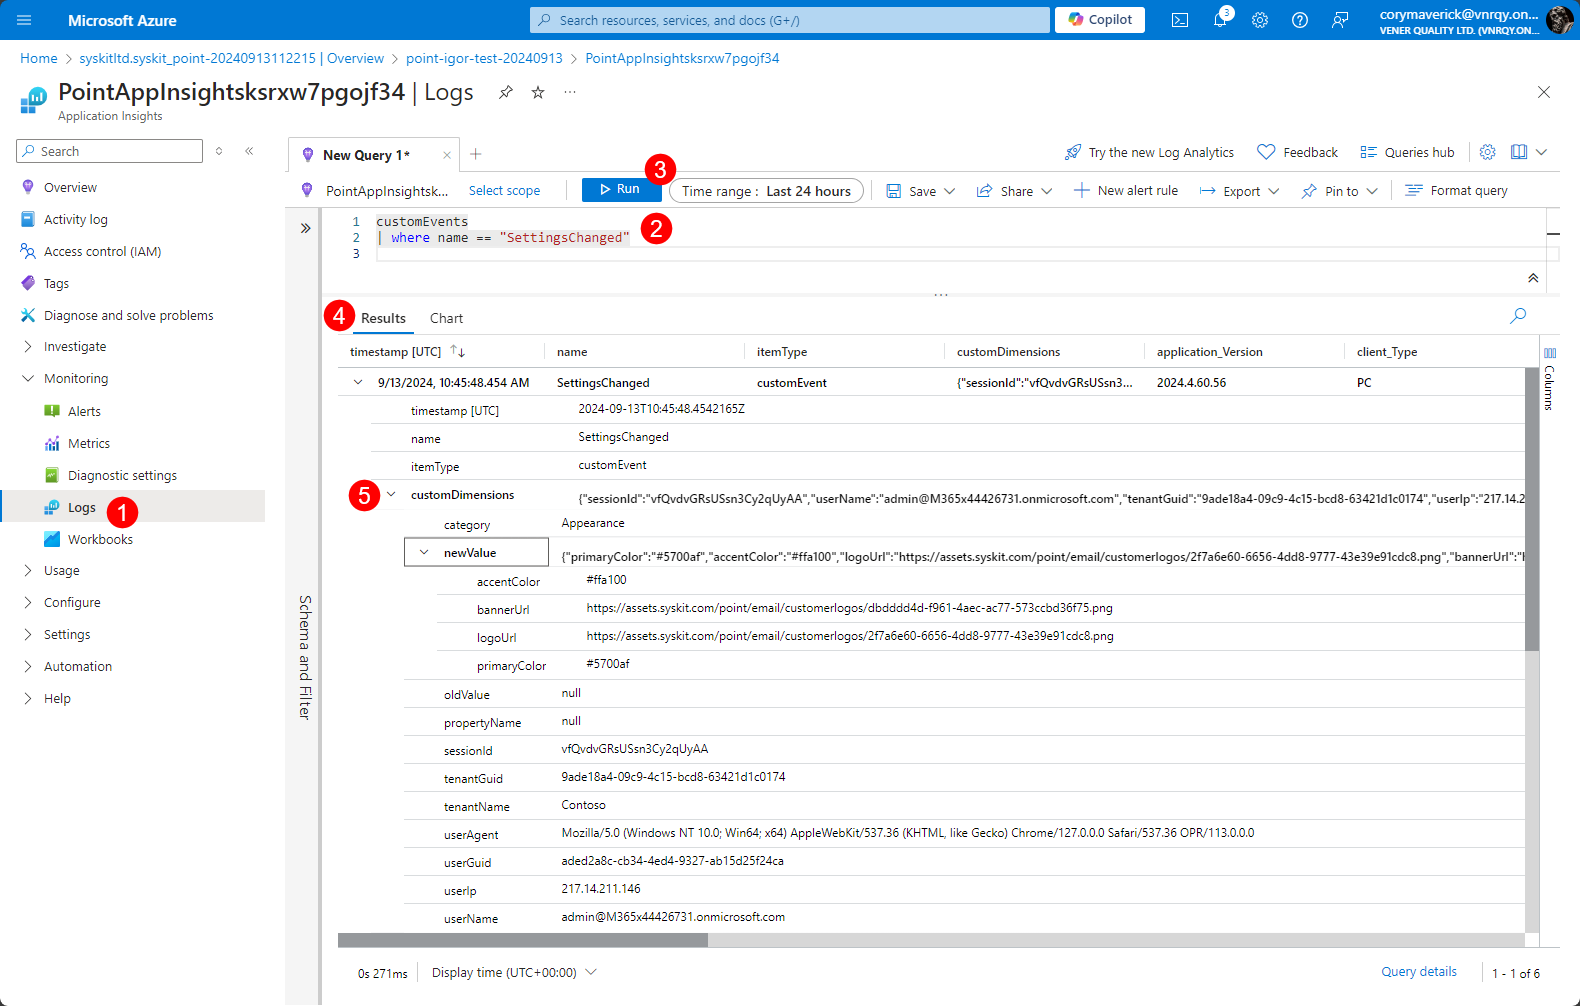 Microsoft Azure
Search resources, services, and docs (G+/)
Copilot
3
corymaverick@vnrqy.on...
VENER QUALITY LTD. (VNRQY.ON...
Home > syskitltd.syskit_point-20240913112215 | Overview > point-igor-test-20240913 > PointAppInsightsksrxw7pgojf34
PointAppInsightsksrxw7pgojf34 | Logs
Application Insights
Search
Overview
Activity log
Access control (IAM)
Tags
Diagnose and solve problems
Investigate
Monitoring
Alerts
Metrics
Diagnostic settings
Logs 1
Workbooks
Usage
Configure
Settings
Automation
Help
New Query 1*
Try the new Log Analytics
Feedback
Queries hub
PointAppInsightsk...
Select scope
Run
3
Time range : Last 24 hours
Save
Share
New alert rule
Export
Pin to
Format query
1 customEvents
2 | where name == "SettingsChanged"
3
2
Schema and Filter
4
Results
Chart
timestamp [UTC] name itemType customDimensions application_Version client_Type
Columns
9/13/2024, 10:45:48.454 AM SettingsChanged customEvent {"sessionId":"vfQvdvGRsUSsn3... 2024.4.60.56 PC
timestamp [UTC] 2024-09-13T10:45:48.4542165Z
name SettingsChanged
itemType customEvent
5 customDimensions {"sessionId":"vfQvdvGRsUSsn3Cy2qUyAA","userName":"admin@M365x44426731.onmicrosoft.com","tenantGuid":"9ade18a4-09c9-4c15-bcd8-63421d1c0174","userIp":"217.14.2
category Appearance
newValue {"primaryColor":"#5700af","accentColor":"#ffa100","logoUrl":"https://assets.syskit.com/point/email/customerlogos/2f7a6e60-6656-4dd8-9777-43e39e91cdc8.png","bannerUrl":"h
accentColor #ffa100
bannerUrl https://assets.syskit.com/point/email/customerlogos/dbdddd4d-f961-4aec-ac77-573ccbd36f75.png
logoUrl https://assets.syskit.com/point/email/customerlogos/2f7a6e60-6656-4dd8-9777-43e39e91cdc8.png
primaryColor #5700af
oldValue null
propertyName null
sessionId vfQvdvGRsUSsn3Cy2qUyAA
tenantGuid 9ade18a4-09c9-4c15-bcd8-63421d1c0174
tenantName Contoso
userAgent Mozilla/5.0 (Windows NT 10.0; Win64; x64) AppleWebKit/537.36 (KHTML, like Gecko) Chrome/127.0.0.0 Safari/537.36 OPR/113.0.0.0
userGuid aded2a8c-cb34-4ed4-9327-ab15d25f24ca
userIp 217.14.211.146
userName admin@M365x44426731.onmicrosoft.com
0s 271ms
Display time (UTC+00:00)
Query details
1 - 1 of 6